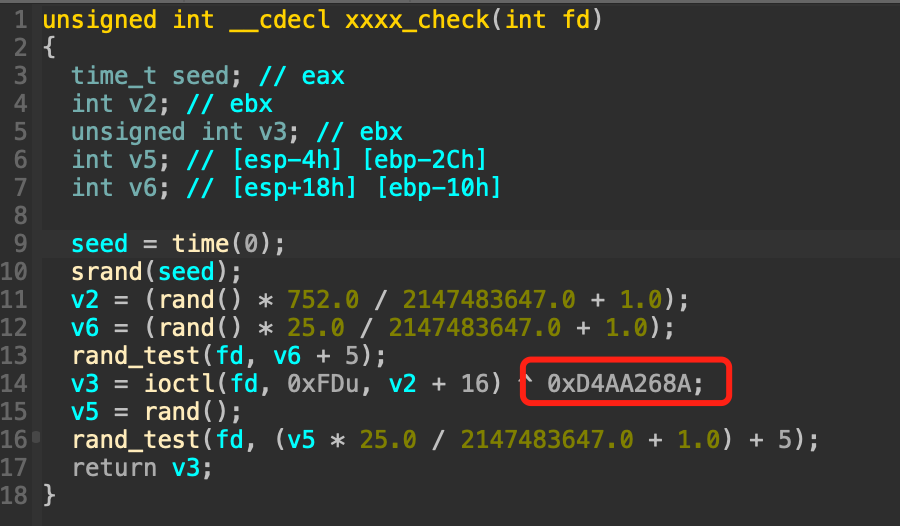 1 unsigned int __cdecl xxxx_check(int fd)
2 {
3 time_t seed; // eax
4 int v2; // ebx
5 unsigned int v3; // ebx
6 int v5; // [esp-4h] [ebp-2Ch]
7 int v6; // [esp+18h] [ebp-10h]
8
9 seed = time(0);
10 srand(seed);
11 v2 = (rand() * 752.0 / 2147483647.0 + 1.0);
12 v6 = (rand() * 25.0 / 2147483647.0 + 1.0);
13 rand_test(fd, v6 + 5);
14 v3 = ioctl(fd, 0xFDu, v2 + 16) ^ 0xD4AA268A;
15 v5 = rand();
16 rand_test(fd, (v5 * 25.0 / 2147483647.0 + 1.0) + 5);
17 return v3;
18 }